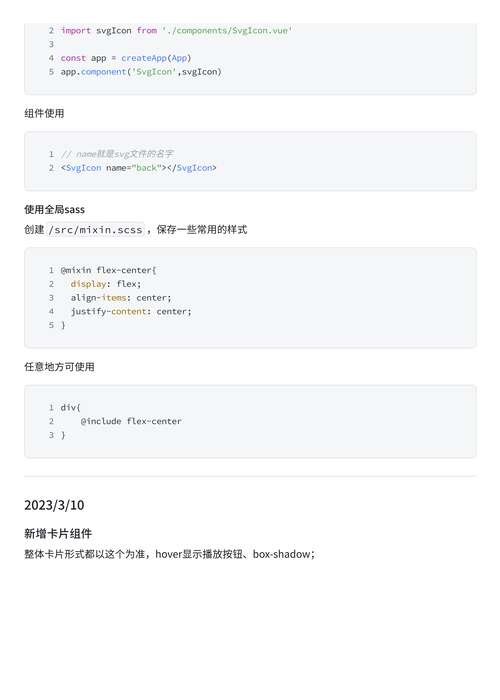 2 import svgIcon from './components/SvgIcon.vue'
3
4 const app = createApp(App)
5 app.component('SvgIcon',svgIcon)
组件使用
1 // name就是svg文件的名字
2 <SvgIcon name="back"></SvgIcon>
使用全局sass
创建 /src/mixin.scss ，保存一些常用的样式
1 @mixin flex-center{
2   display: flex;
3   align-items: center;
4   justify-content: center;
5 }
任意地方可使用
1 div{
2     @include flex-center
3 }
2023/3/10
新增卡片组件
整体卡片形式都以这个为准，hover显示播放按钮、box-shadow；